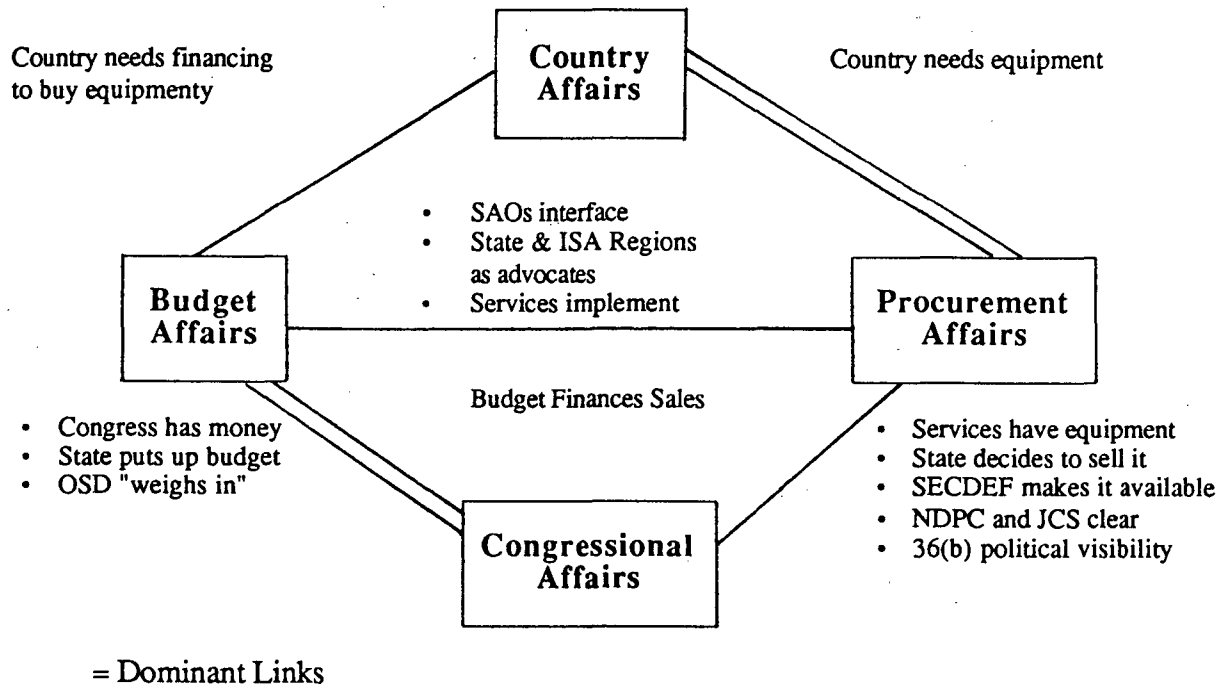 Country needs financing
to buy equipmenty
Country
Affairs
Country needs equipment
• SAOs interface
• State & ISA Regions
as advocates
• Services implement
Budget
Affairs
Procurement
Affairs
Budget Finances Sales
• Congress has money
• State puts up budget
• OSD "weighs in"
• Services have equipment
• State decides to sell it
• SECDEF makes it available
• NDPC and JCS clear
• 36(b) political visibility
Congressional
Affairs
= Dominant Links